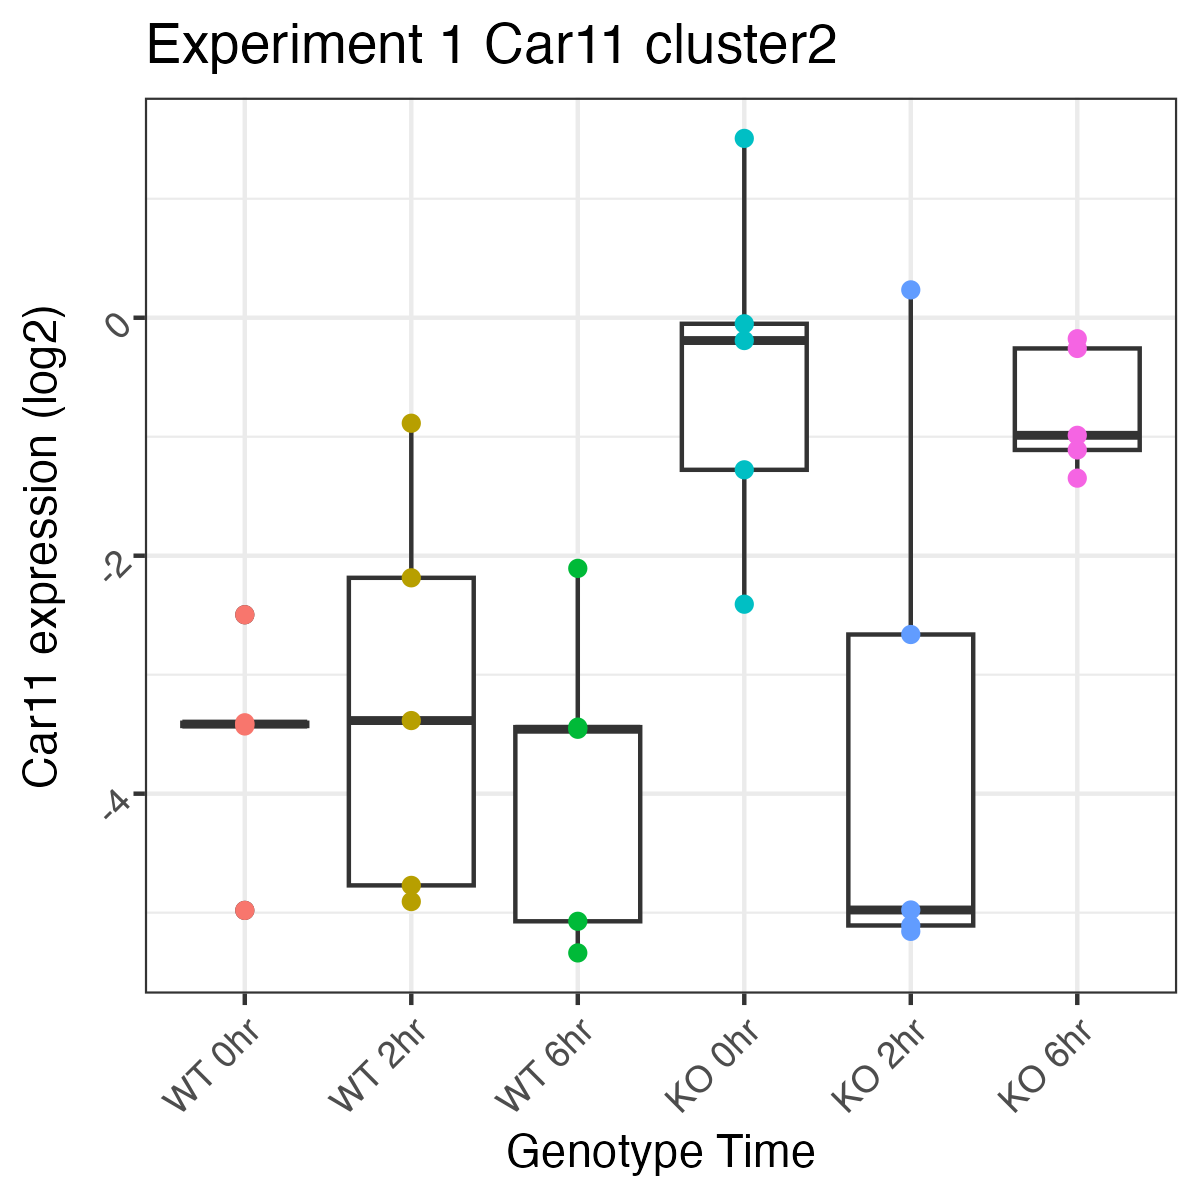 Experiment 1 Car11 cluster2
Car11 expression (log2)
0
-2
-4
WT 0hr
WT 2hr
WT 6hr
KO 0hr
KO 2hr
KO 6hr
Genotype Time